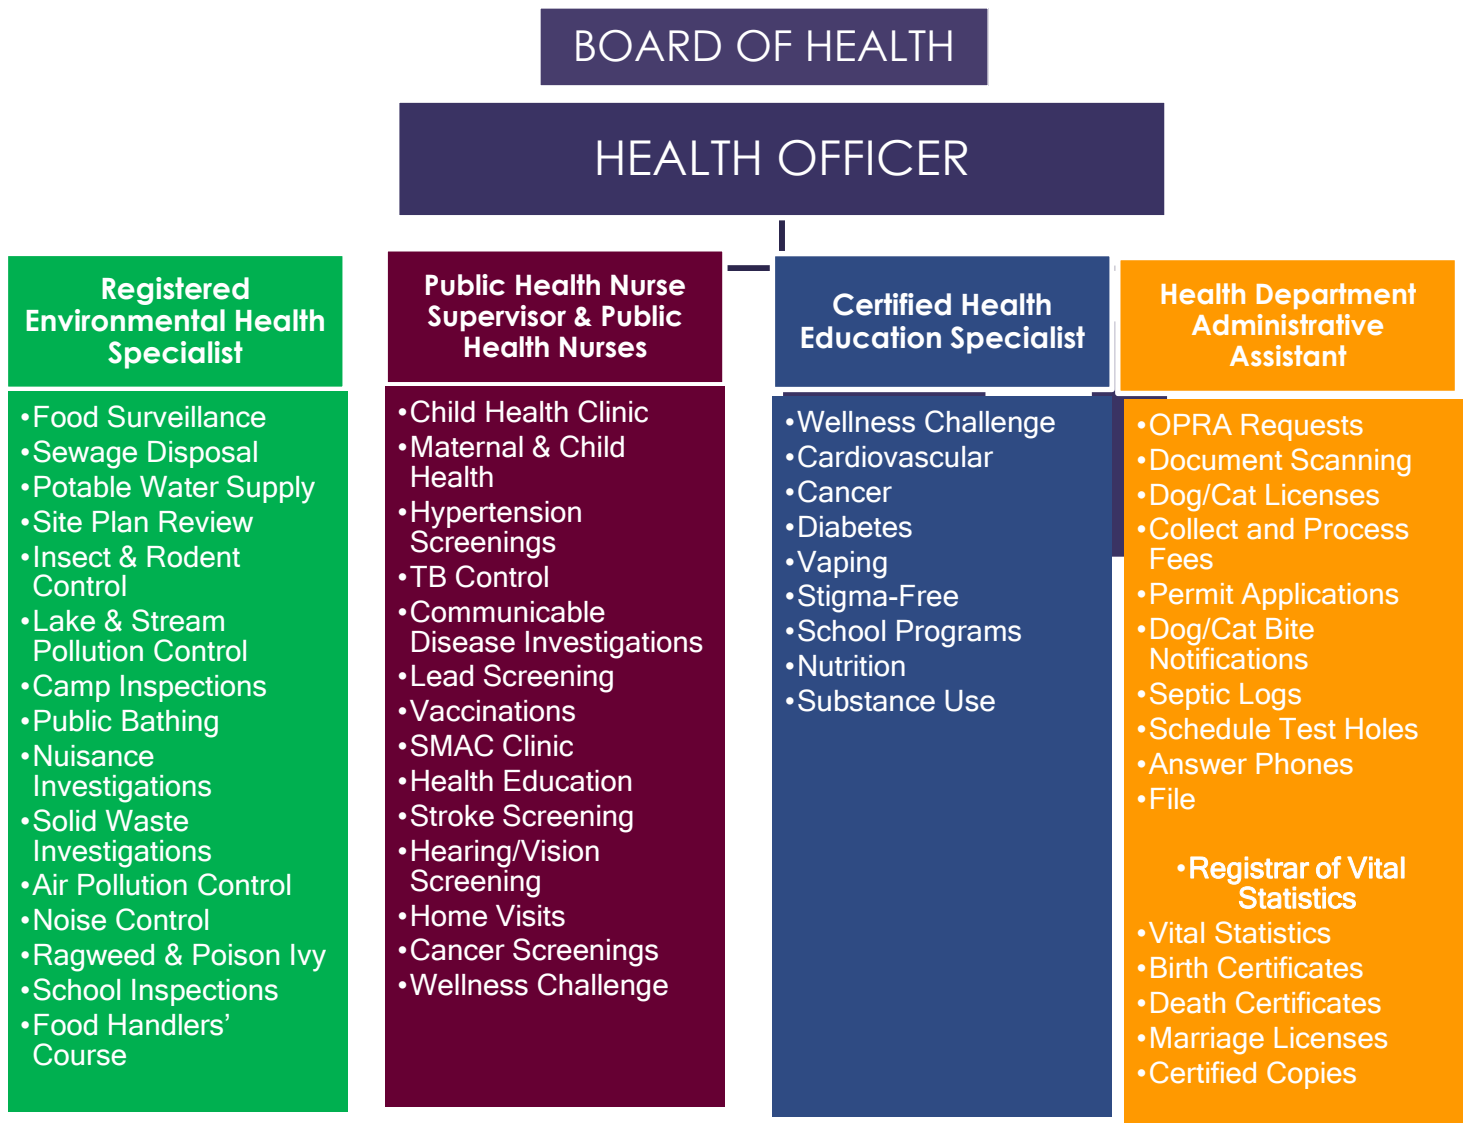 BOARD OF HEALTH
HEALTH OFFICER
Registered
Environmental Health
Specialist
•Food Surveillance
•Sewage Disposal
•Potable Water Supply
•Site Plan Review
•Insect & Rodent
Control
•Lake & Stream
Pollution Control
•Camp Inspections
•Public Bathing
•Nuisance
Investigations
•Solid Waste
Investigations
•Air Pollution Control
•Noise Control
•Ragweed & Poison Ivy
•School Inspections
•Food Handlers’
Course
Public Health Nurse
Supervisor & Public
Health Nurses
•Child Health Clinic
•Maternal & Child
Health
•Hypertension
Screenings
•TB Control
•Communicable
Disease Investigations
•Lead Screening
•Vaccinations
•SMAC Clinic
•Health Education
•Stroke Screening
•Hearing/Vision
Screening
•Home Visits
•Cancer Screenings
•Wellness Challenge
Certified Health
Education Specialist
•Wellness Challenge
•Cardiovascular
•Cancer
•Diabetes
•Vaping
•Stigma-Free
•School Programs
•Nutrition
•Substance Use
Health Department
Administrative
Assistant
•OPRA Requests
•Document Scanning
•Dog/Cat Licenses
•Collect and Process
Fees
•Permit Applications
•Dog/Cat Bite
Notifications
•Septic Logs
•Schedule Test Holes
•Answer Phones
•File
•Registrar of Vital
Statistics
•Vital Statistics
•Birth Certificates
•Death Certificates
•Marriage Licenses
•Certified Copies